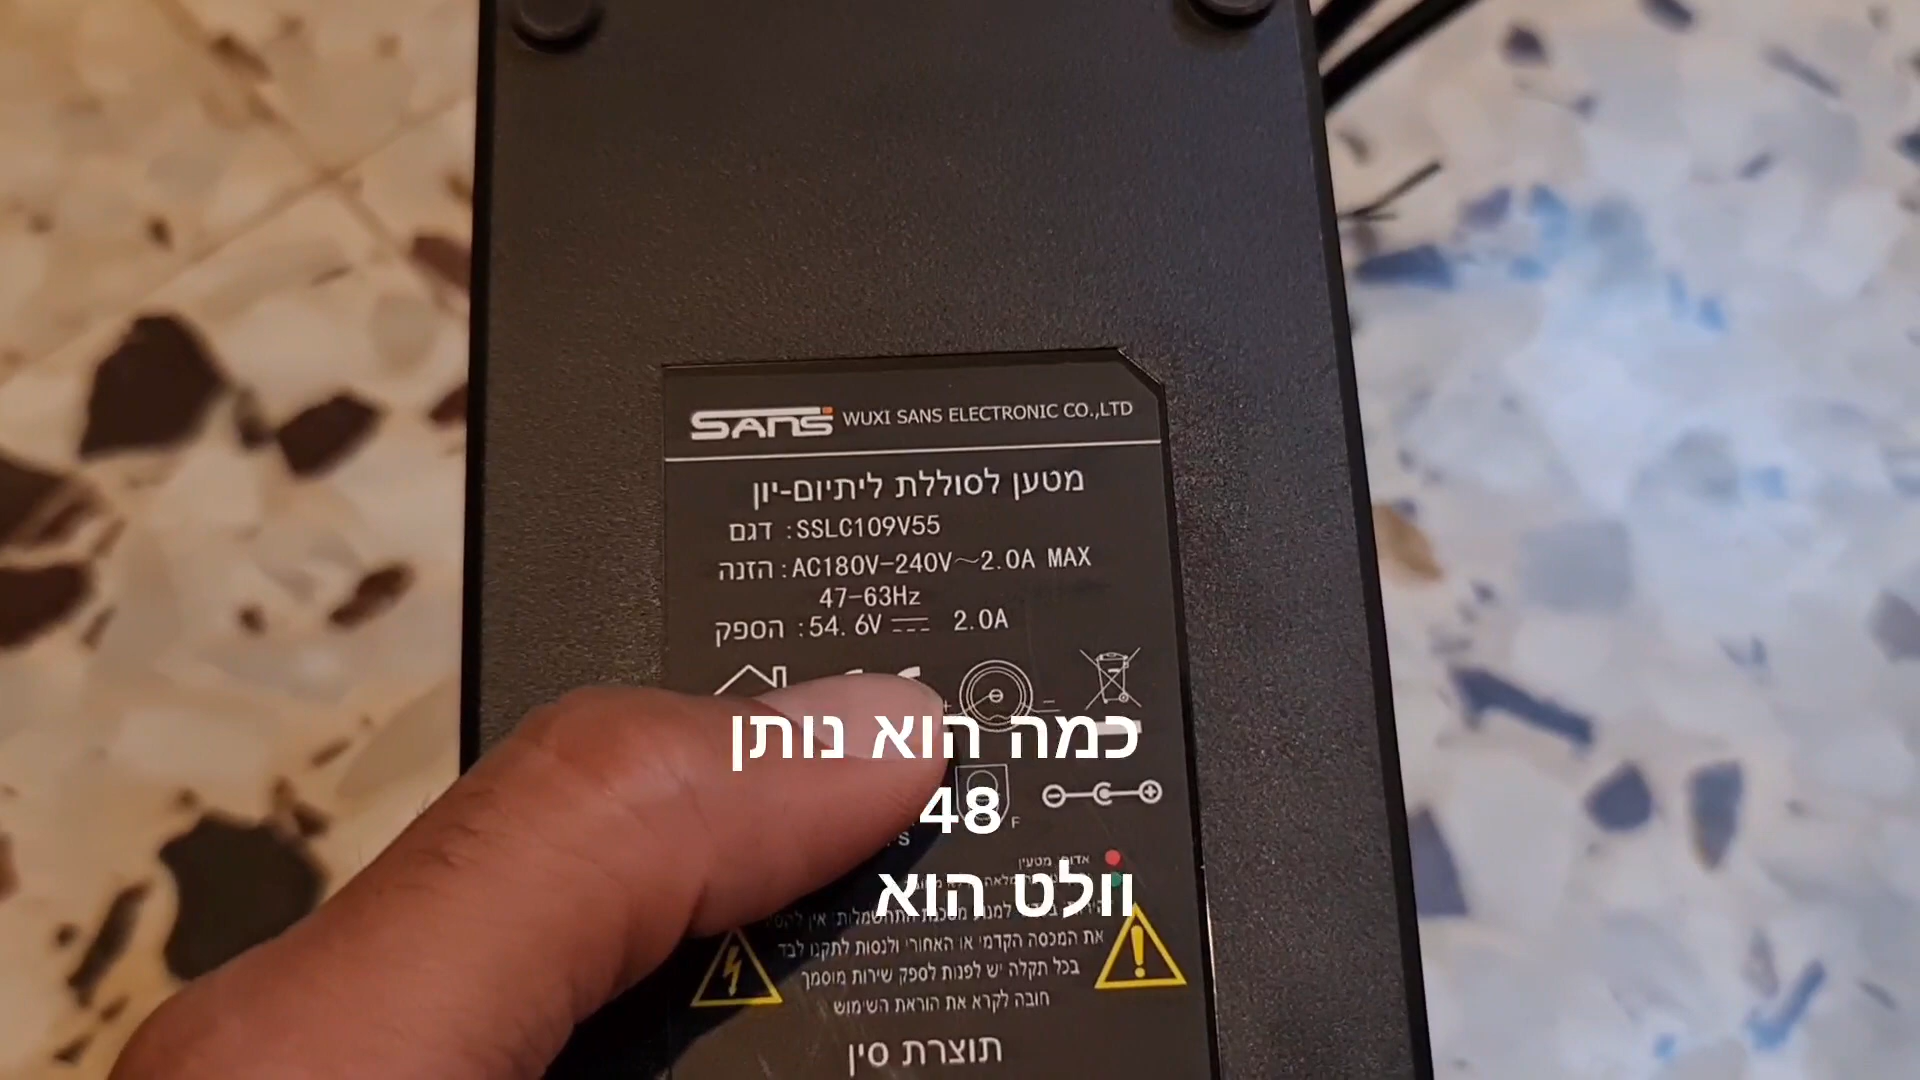 SANS WUXI SANS ELECTRONIC CO.,LTD
מטען לסוללת ליתיום-יון
דגם: SSLC109V55
הזנה: AC180V-240V~2.0A MAX
47-63Hz
הספק: 54.6V 2.0A
כמה הוא נותן
48
F
S
וולט הוא
אדום: מטעין
את המכסה הקדמי או האחורי ולנסות לתקנו לבד
בכל תקלה יש לפנות לספק שירות מוסמך
חובה לקרא את הוראת השימוש
תוצרת סין